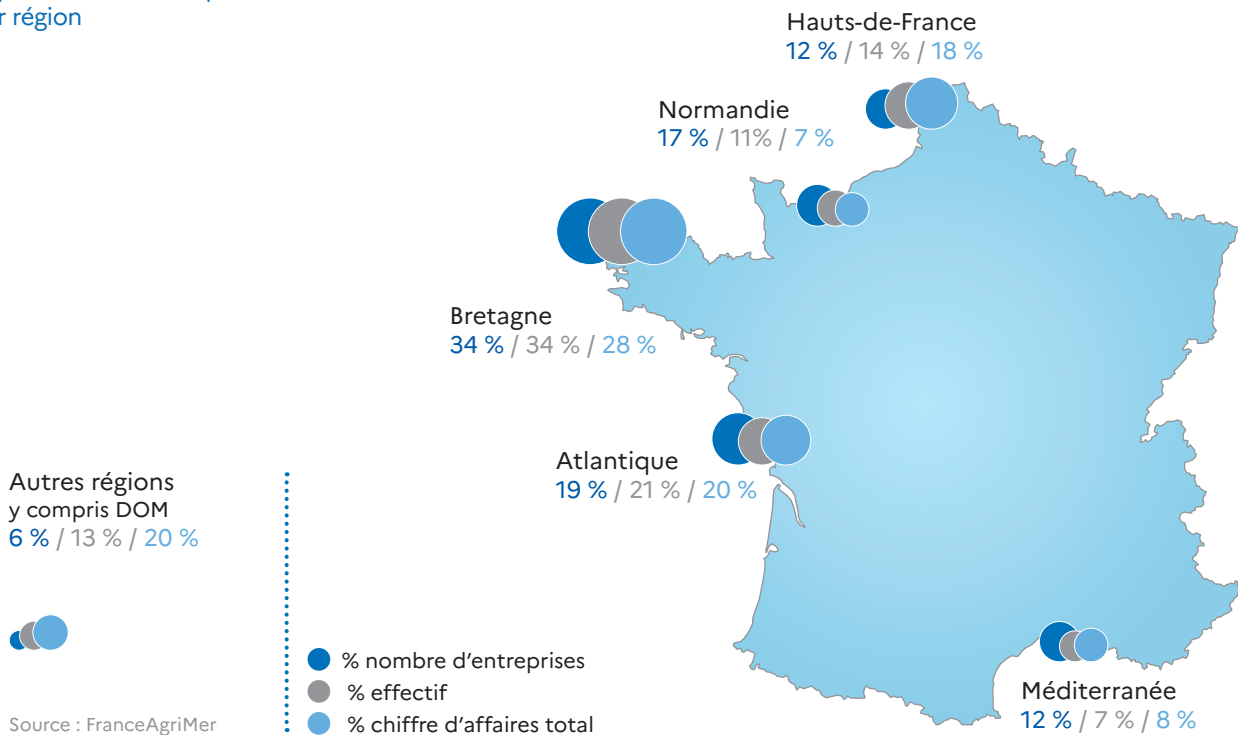 r région
Hauts-de-France
12 % / 14 % / 18 %
Normandie
17 % / 11% / 7 %
Bretagne
34 % / 34 % / 28 %
Atlantique
19 % / 21 % / 20 %
Autres régions
y compris DOM
6 % / 13 % / 20 %
% nombre d'entreprises
% effectif
% chiffre d'affaires total
Méditerranée
12 % / 7 % / 8 %
Source : FranceAgriMer